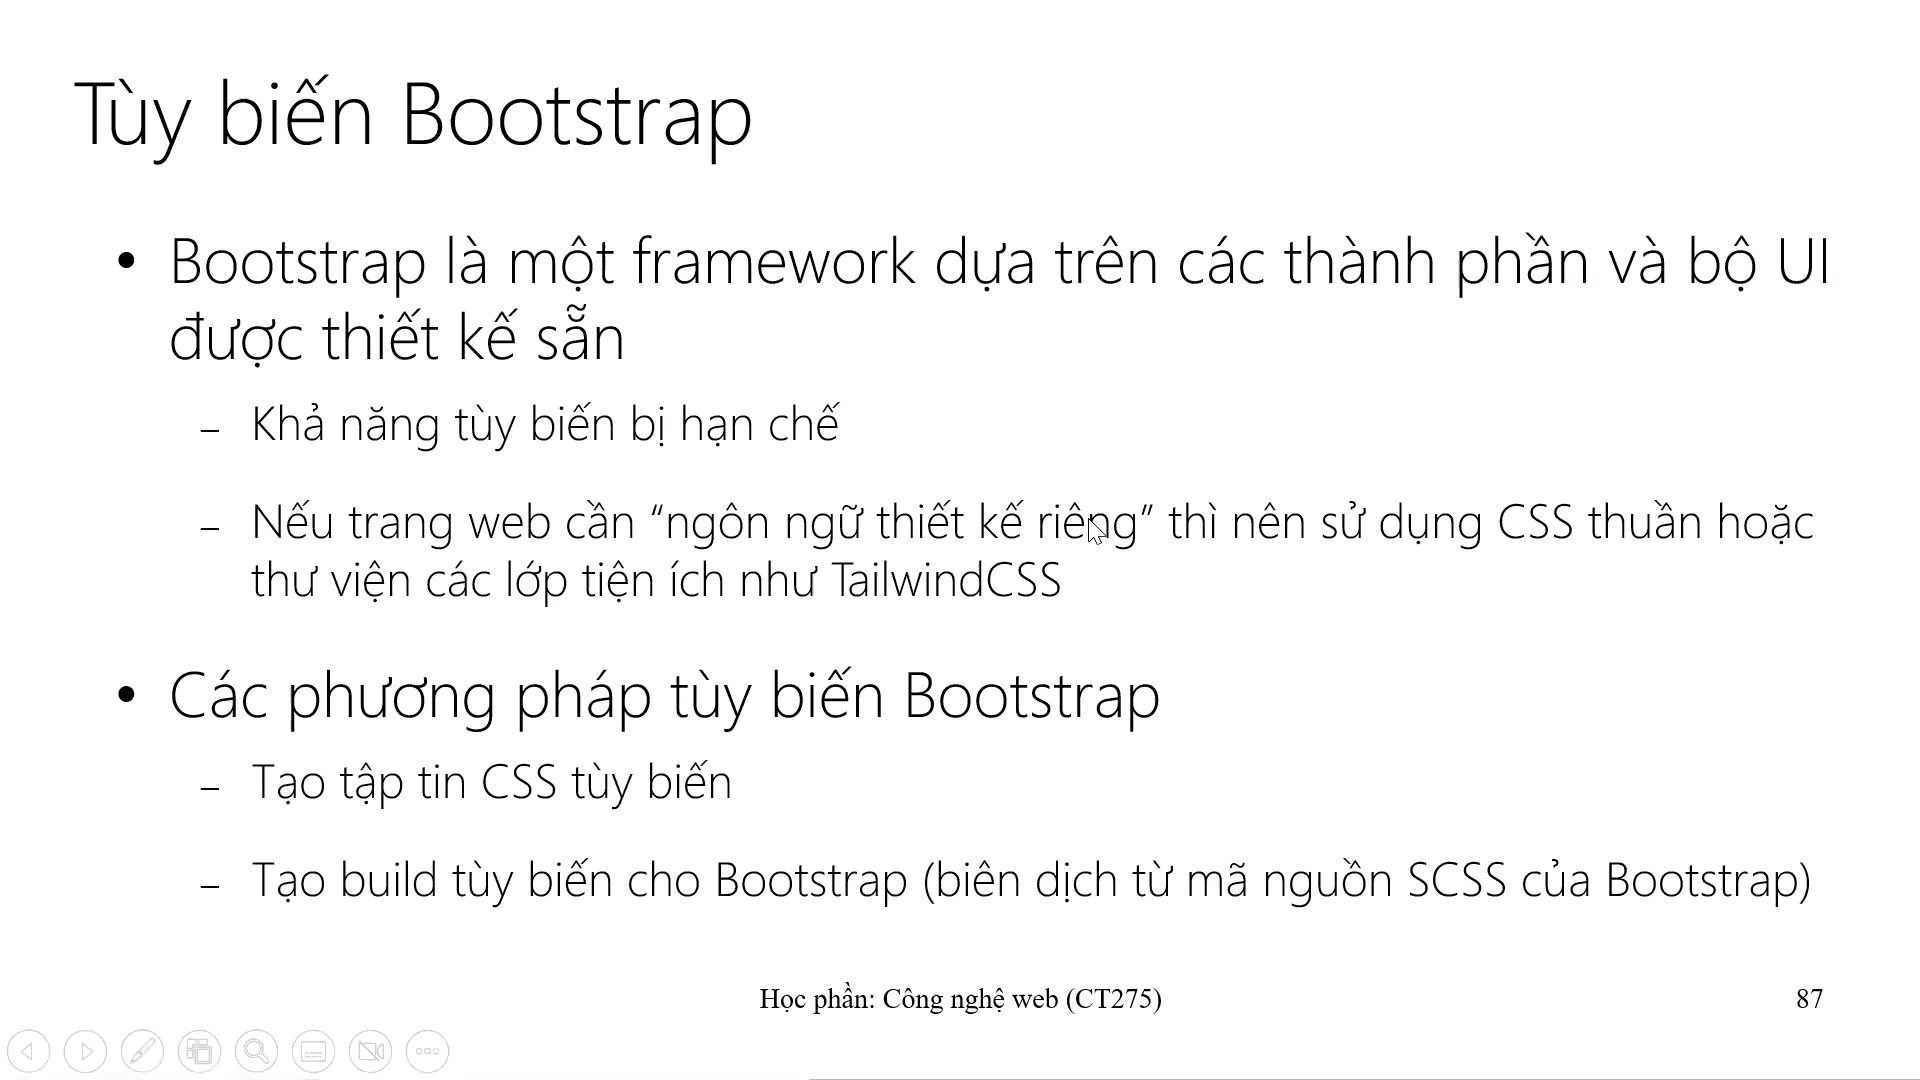 Tùy biến Bootstrap
• Bootstrap là một framework dựa trên các thành phần và bộ UI
được thiết kế sẵn
– Khả năng tùy biến bị hạn chế
– Nếu trang web cần “ngôn ngữ thiết kế riêng” thì nên sử dụng CSS thuần hoặc
thư viện các lớp tiện ích như TailwindCSS
• Các phương pháp tùy biến Bootstrap
– Tạo tập tin CSS tùy biến
– Tạo build tùy biến cho Bootstrap (biên dịch từ mã nguồn SCSS của Bootstrap)
Học phần: Công nghệ web (CT275)
87